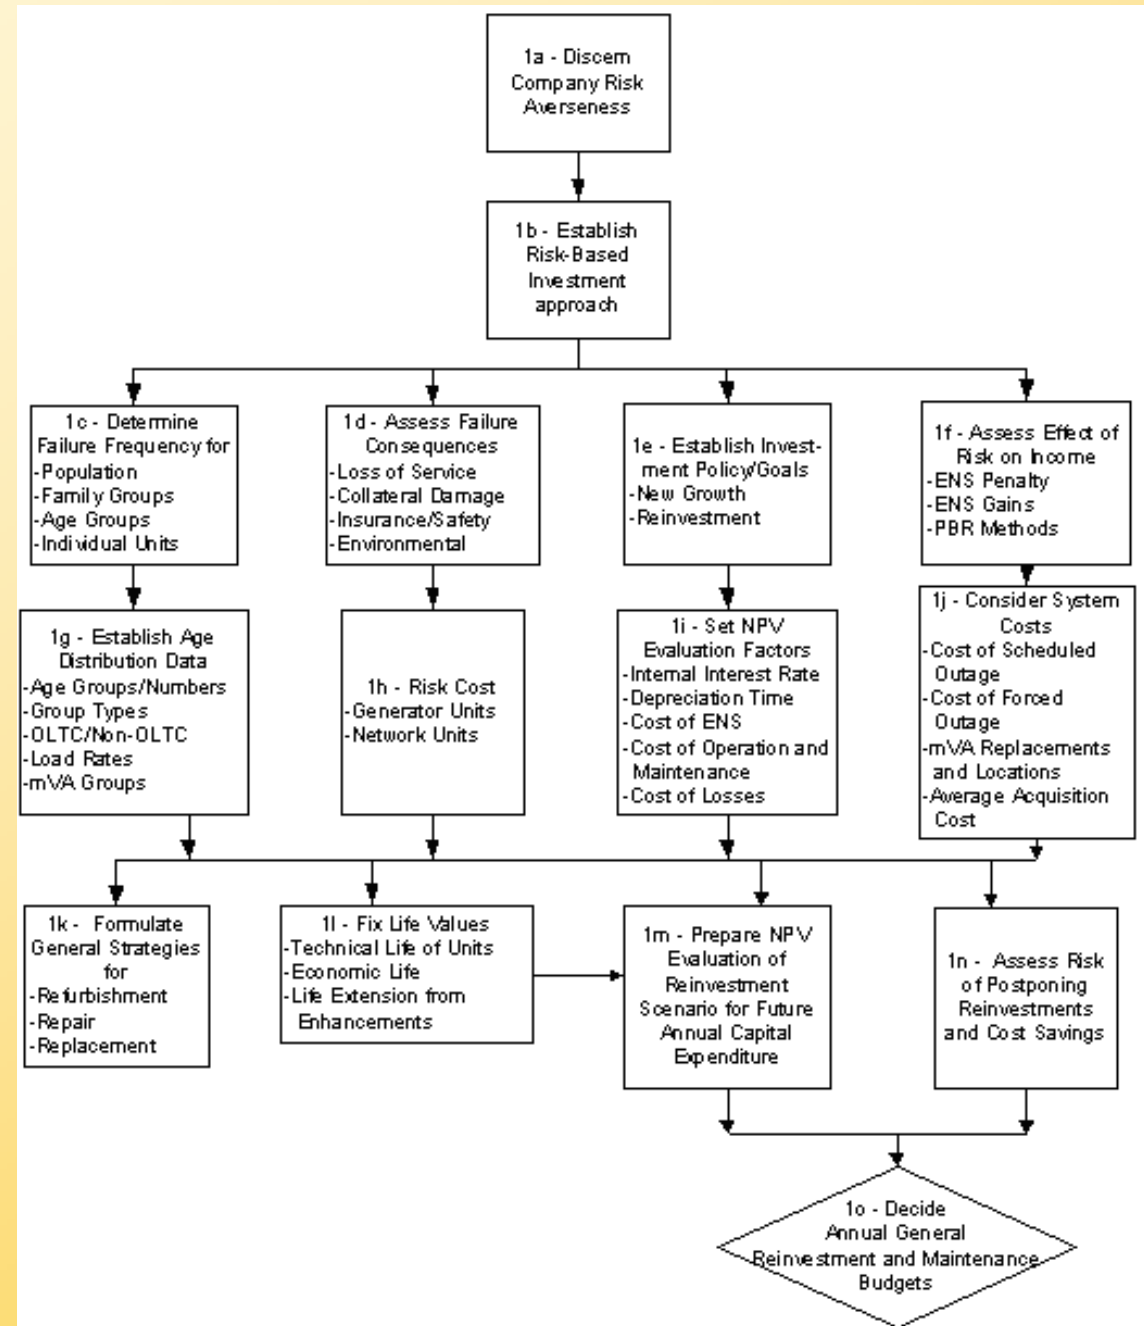 1a - Discern
Company Risk
Averseness
1b - Establish
Risk-Based
Investment
approach
1c - Determine
Failure Frequency for
-Population
-Family Groups
-Age Groups
-Individual Units
1d - Assess Failure
Consequences
-Loss of Service
-Collateral Damage
-Insurance/Safety
-Environmental
1e - Establish Invest-
ment Policy/Goals
-New Growth
-Reinvestment
1f - Assess Effect of
Risk on Income
-ENS Penalty
-ENS Gains
-PBR Methods
1g - Establish Age
Distribution Data
-Age Groups/Numbers
-Group Types
-OLTC/Non-OLTC
-Load Rates
-mVA Groups
1h - Risk Cost
-Generator Units
-Network Units
1i - Set NPV
Evaluation Factors
-Internal Interest Rate
-Depreciation Time
-Cost of ENS
-Cost of Operation and
Maintenance
-Cost of Losses
1j - Consider System
Costs
-Cost of Scheduled
Outage
-Cost of Forced
Outage
-mVA Replacements
and Locations
-Average Acquisition
Cost
1k - Formulate
General Strategies
for
-Refurbishment
-Repair
-Replacement
1l - Fix Life Values
-Technical Life of Units
-Economic Life
-Life Extension from
Enhancements
1m - Prepare NPV
Evaluation of
Reinvestment
Scenario for Future
Annual Capital
Expenditure
1n - Assess Risk
of Postponing
Reinvestments
and Cost Savings
1o - Decide
Annual General
Reinvestment and Maintenance
Budgets